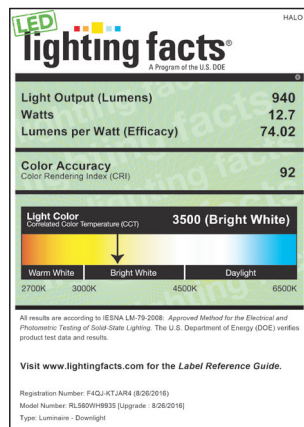 HALO
LED
lighting facts®
A Program of the U.S. DOE
Light Output (Lumens) 940
Watts 12.7
Lumens per Watt (Efficacy) 74.02
Color Accuracy
Color Rendering Index (CRI) 92
Light Color
Correlated Color Temperature (CCT) 3500 (Bright White)
Warm White Bright White Daylight
2700K 3000K 4500K 6500K
All results are according to IESNA LM-79-2008: Approved Method for the Electrical and
Photometric Testing of Solid-State Lighting. The U.S. Department of Energy (DOE) verifies
product test data and results.
Visit www.lightingfacts.com for the Label Reference Guide.
Registration Number: F4QJ-KTJAR4 (8/26/2016)
Model Number: RL560WH9935 [Upgrade : 8/26/2016]
Type: Luminaire - Downlight